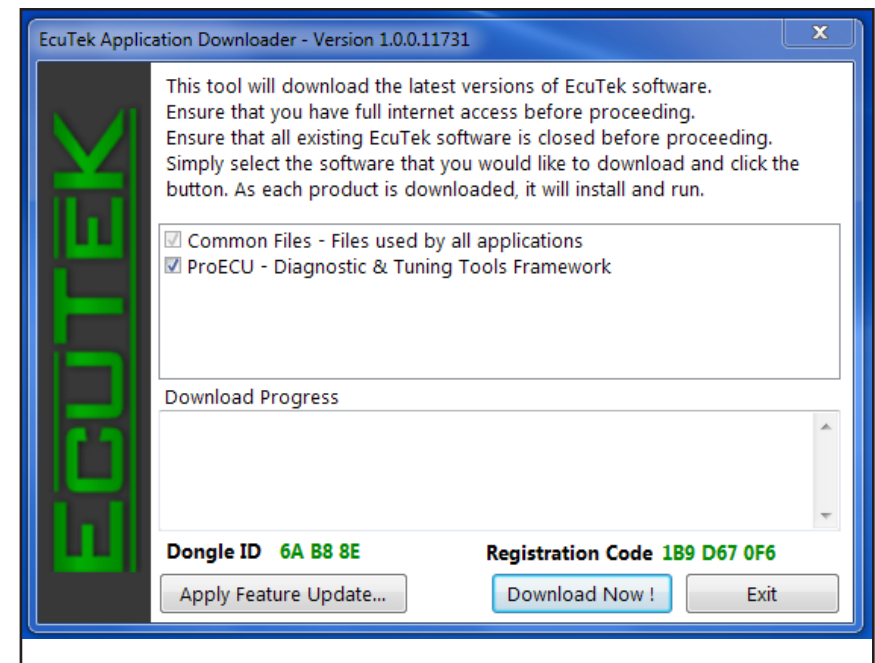 EcuTek Application Downloader - Version 1.0.0.11731
x
ECUTEK
This tool will download the latest versions of EcuTek software.
Ensure that you have full internet access before proceeding.
Ensure that all existing EcuTek software is closed before proceeding.
Simply select the software that you would like to download and click the
button. As each product is downloaded, it will install and run.
Common Files - Files used by all applications
ProECU - Diagnostic & Tuning Tools Framework
Download Progress
Dongle ID 6A B8 8E Registration Code 1B9 D67 0F6
Apply Feature Update... Download Now ! Exit